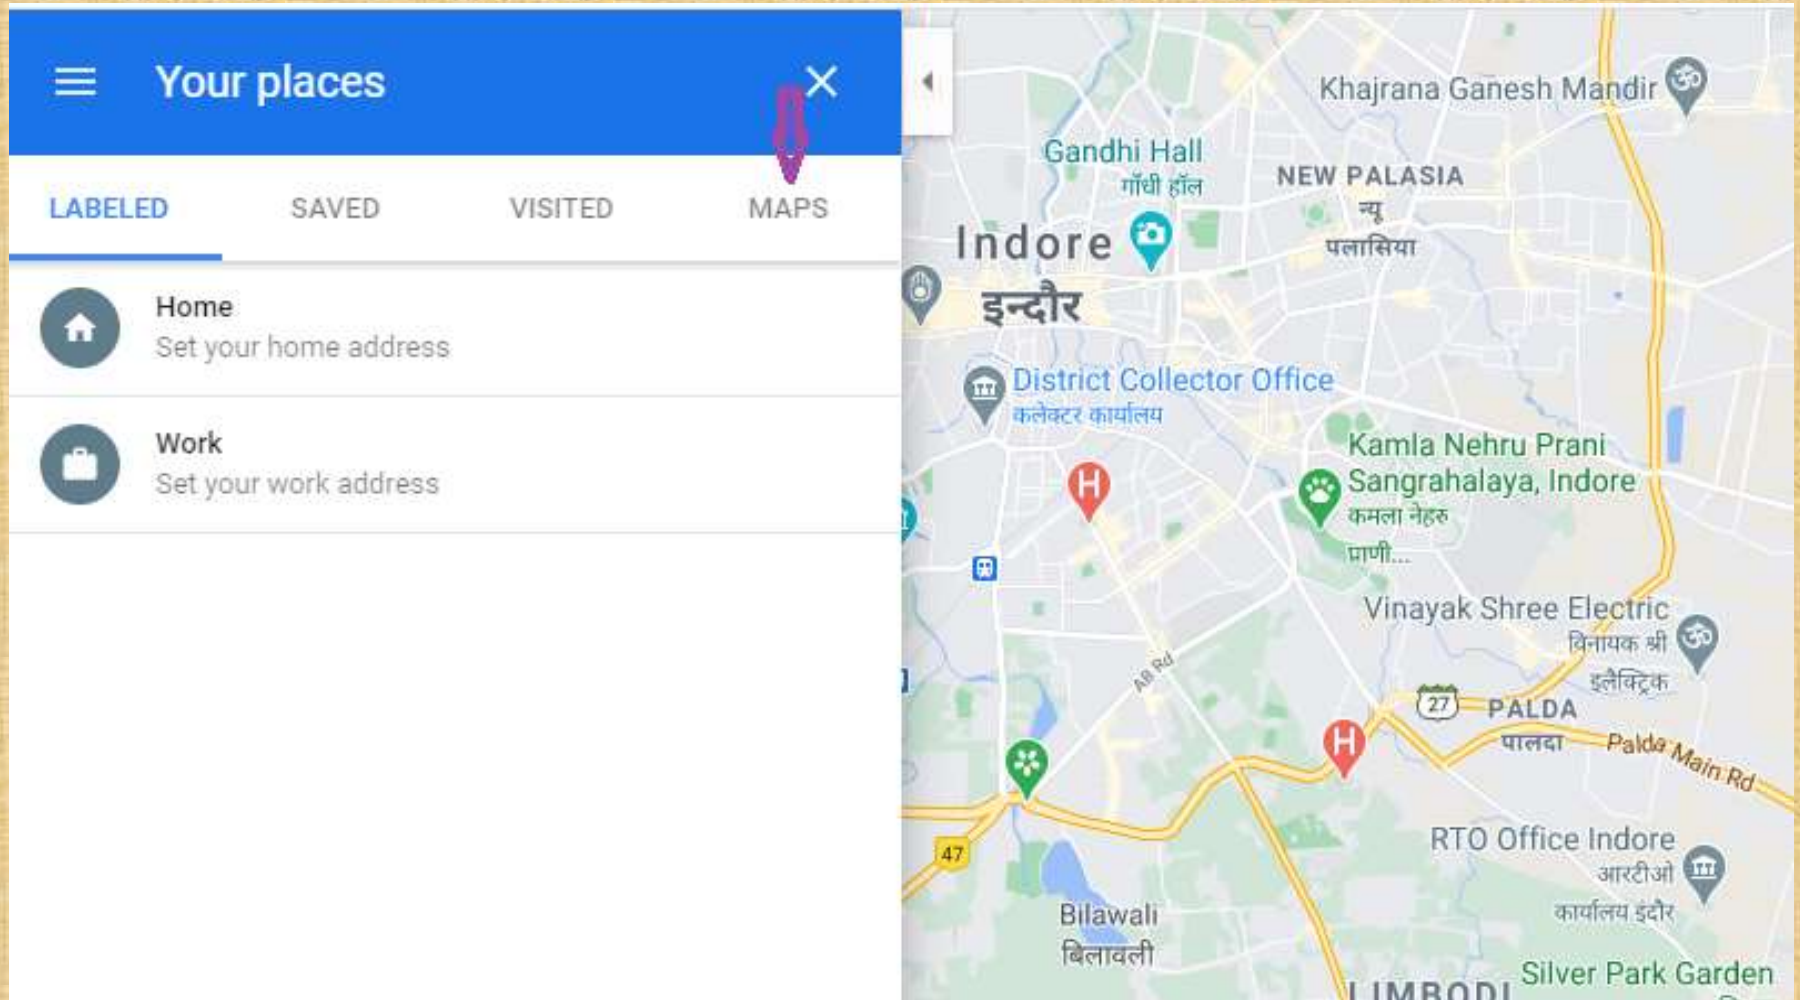 Your places
LABELED SAVED VISITED MAPS
Home
Set your home address
Work
Set your work address
Khajrana Ganesh Mandir
Gandhi Hall
गाँधी हॉल
NEW PALASIA
न्यू
पलासिया
Indore
इन्दौर
District Collector Office
कलेक्टर कार्यालय
H
Kamla Nehru Prani
Sangrahalaya, Indore
कमला नेहरु
प्राणी...
Vinayak Shree Electric
विनायक श्री
इलैक्ट्रिक
AB Rd
27
PALDA
पालदा
Palda Main Rd
H
47
RTO Office Indore
आरटीओ
कार्यालय इंदौर
Bilawali
बिलावली
Silver Park Garden
LIMBODI